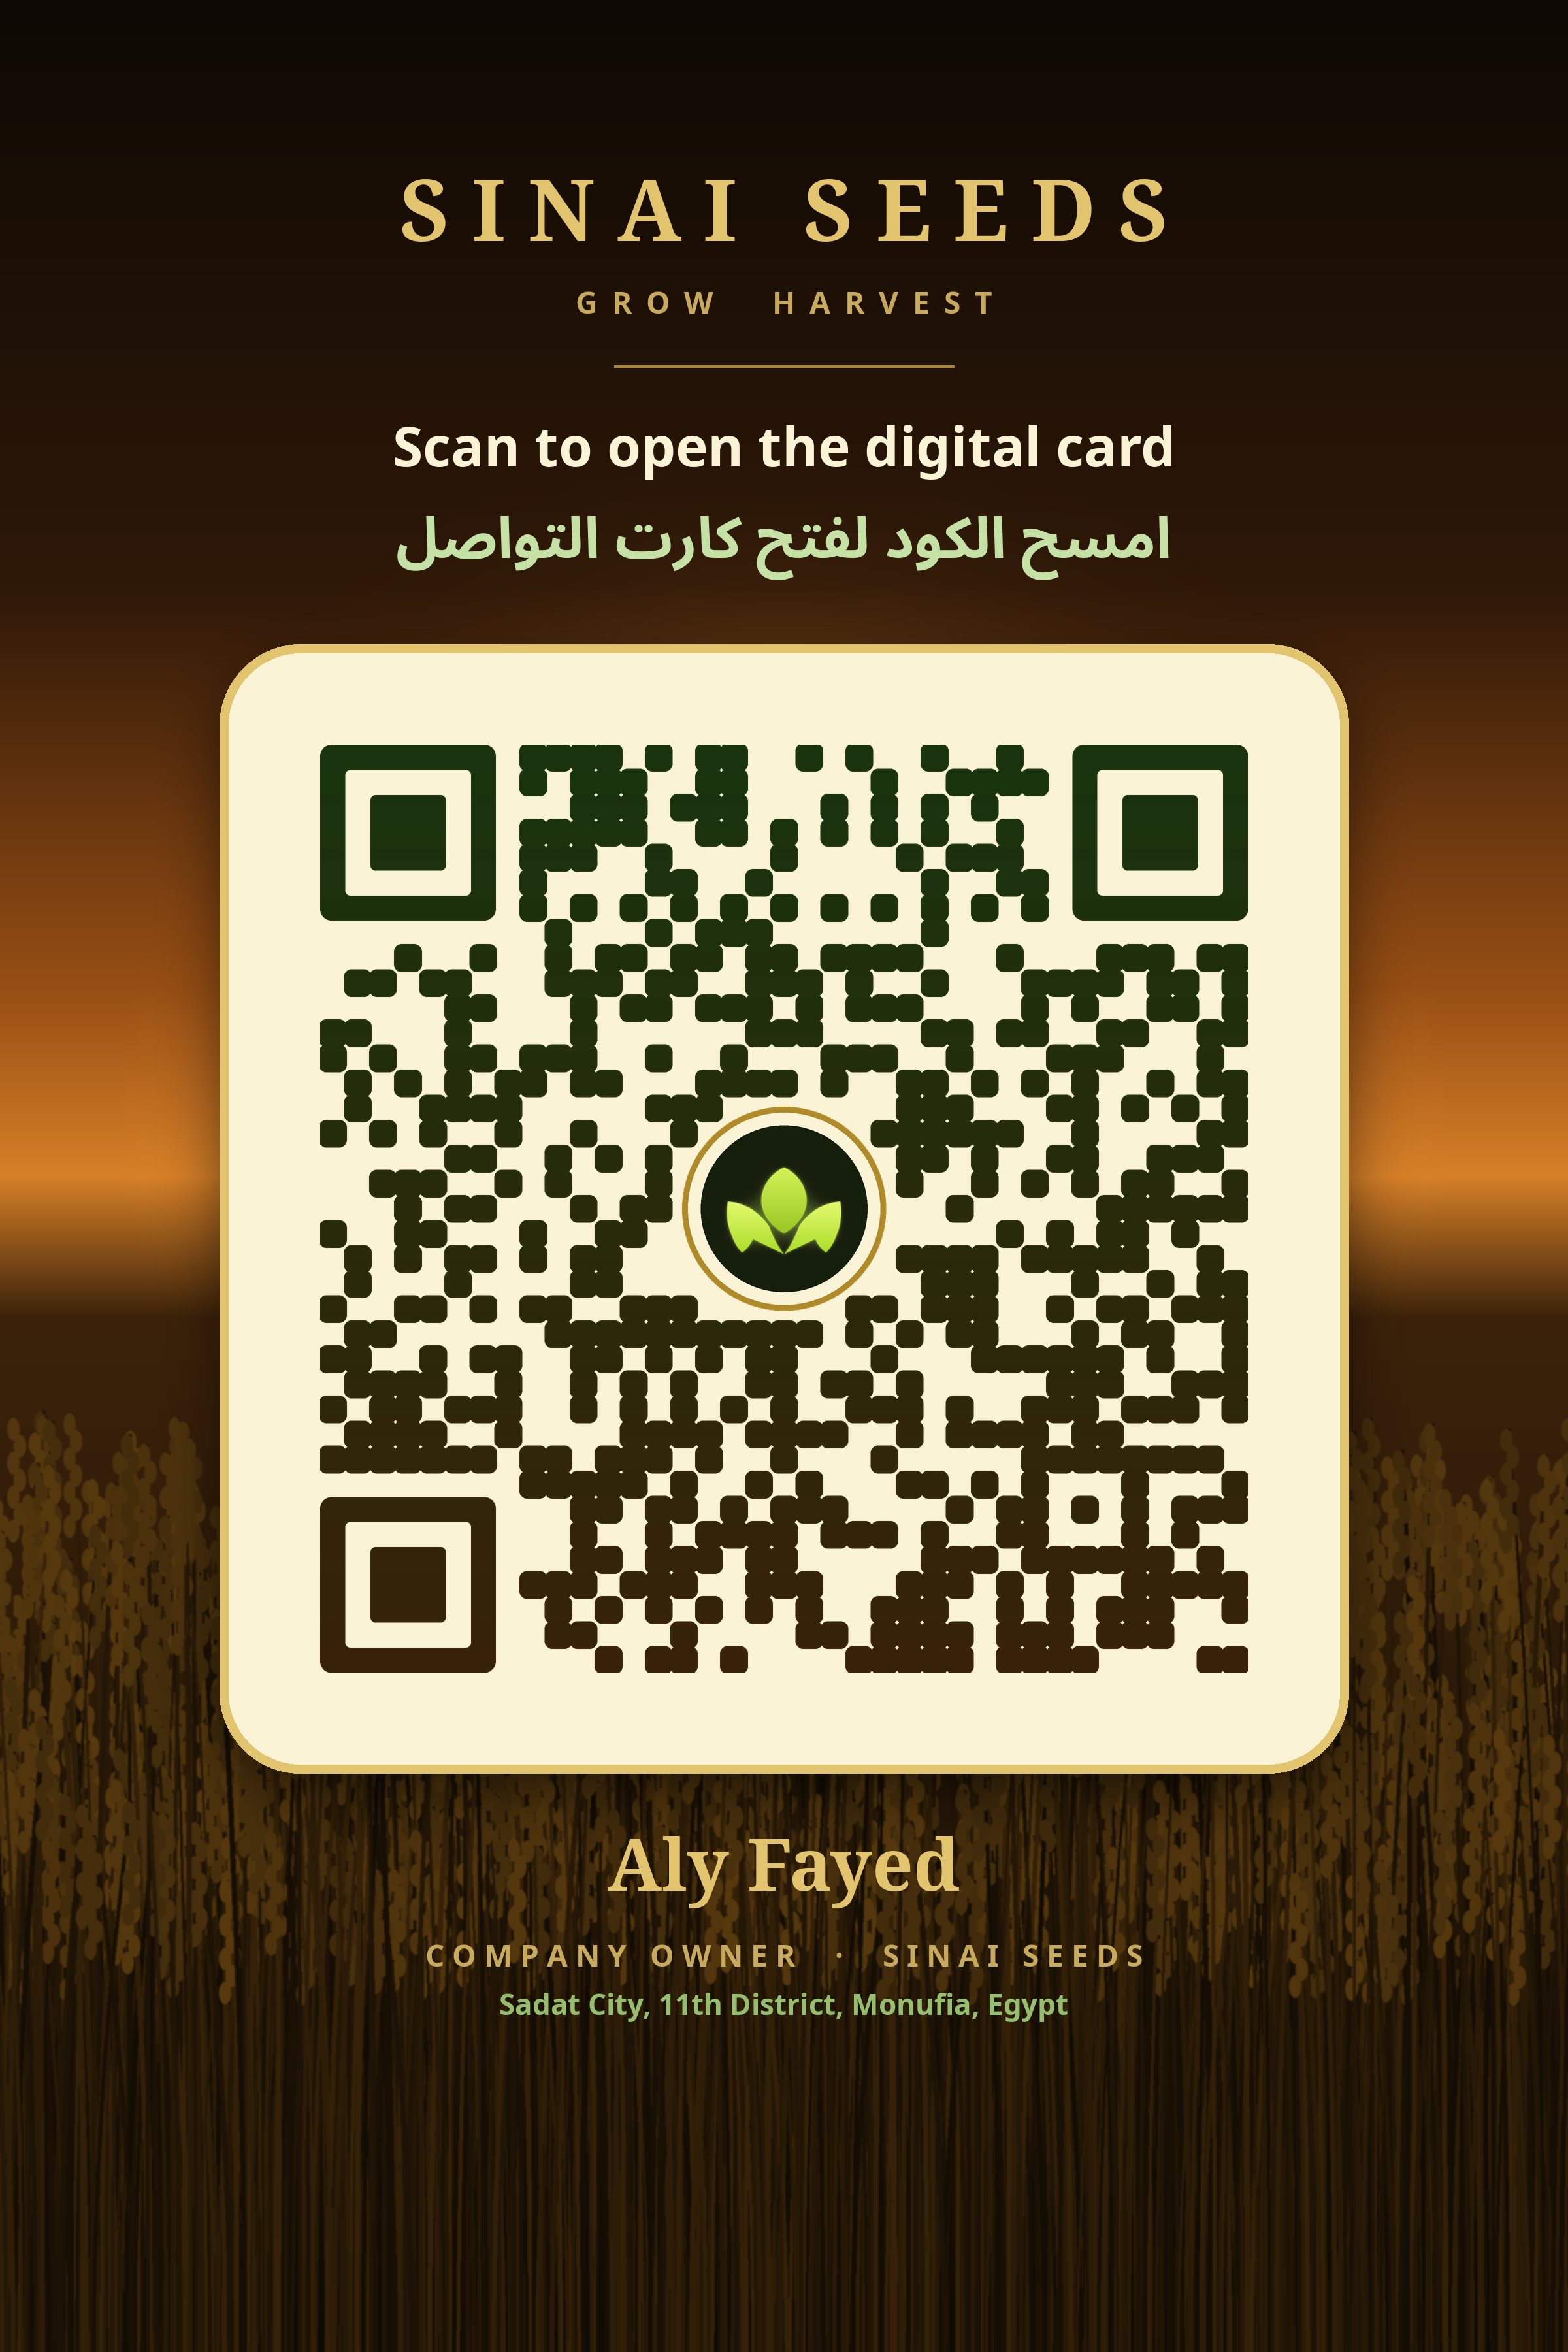 SINAI SEEDS
GROW HARVEST
Scan to open the digital card
امسح الكود لفتح كارت التواصل
Aly Fayed
COMPANY OWNER · SINAI SEEDS
Sadat City, 11th District, Monufia, Egypt